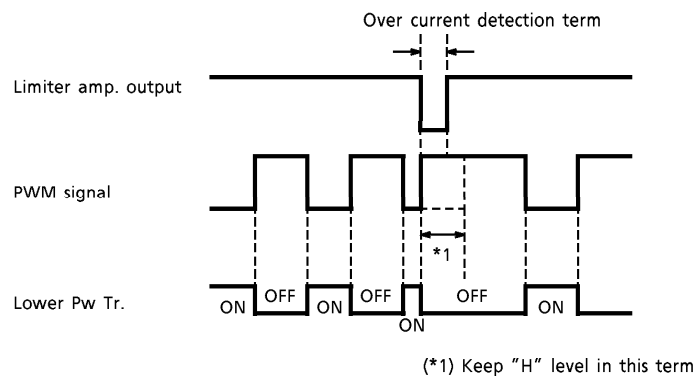 Over current detection term
Limiter amp. output
PWM signal
*1
Lower Pw Tr.
ON
OFF
ON
OFF
ON
OFF
ON
(*1) Keep "H" level in this term